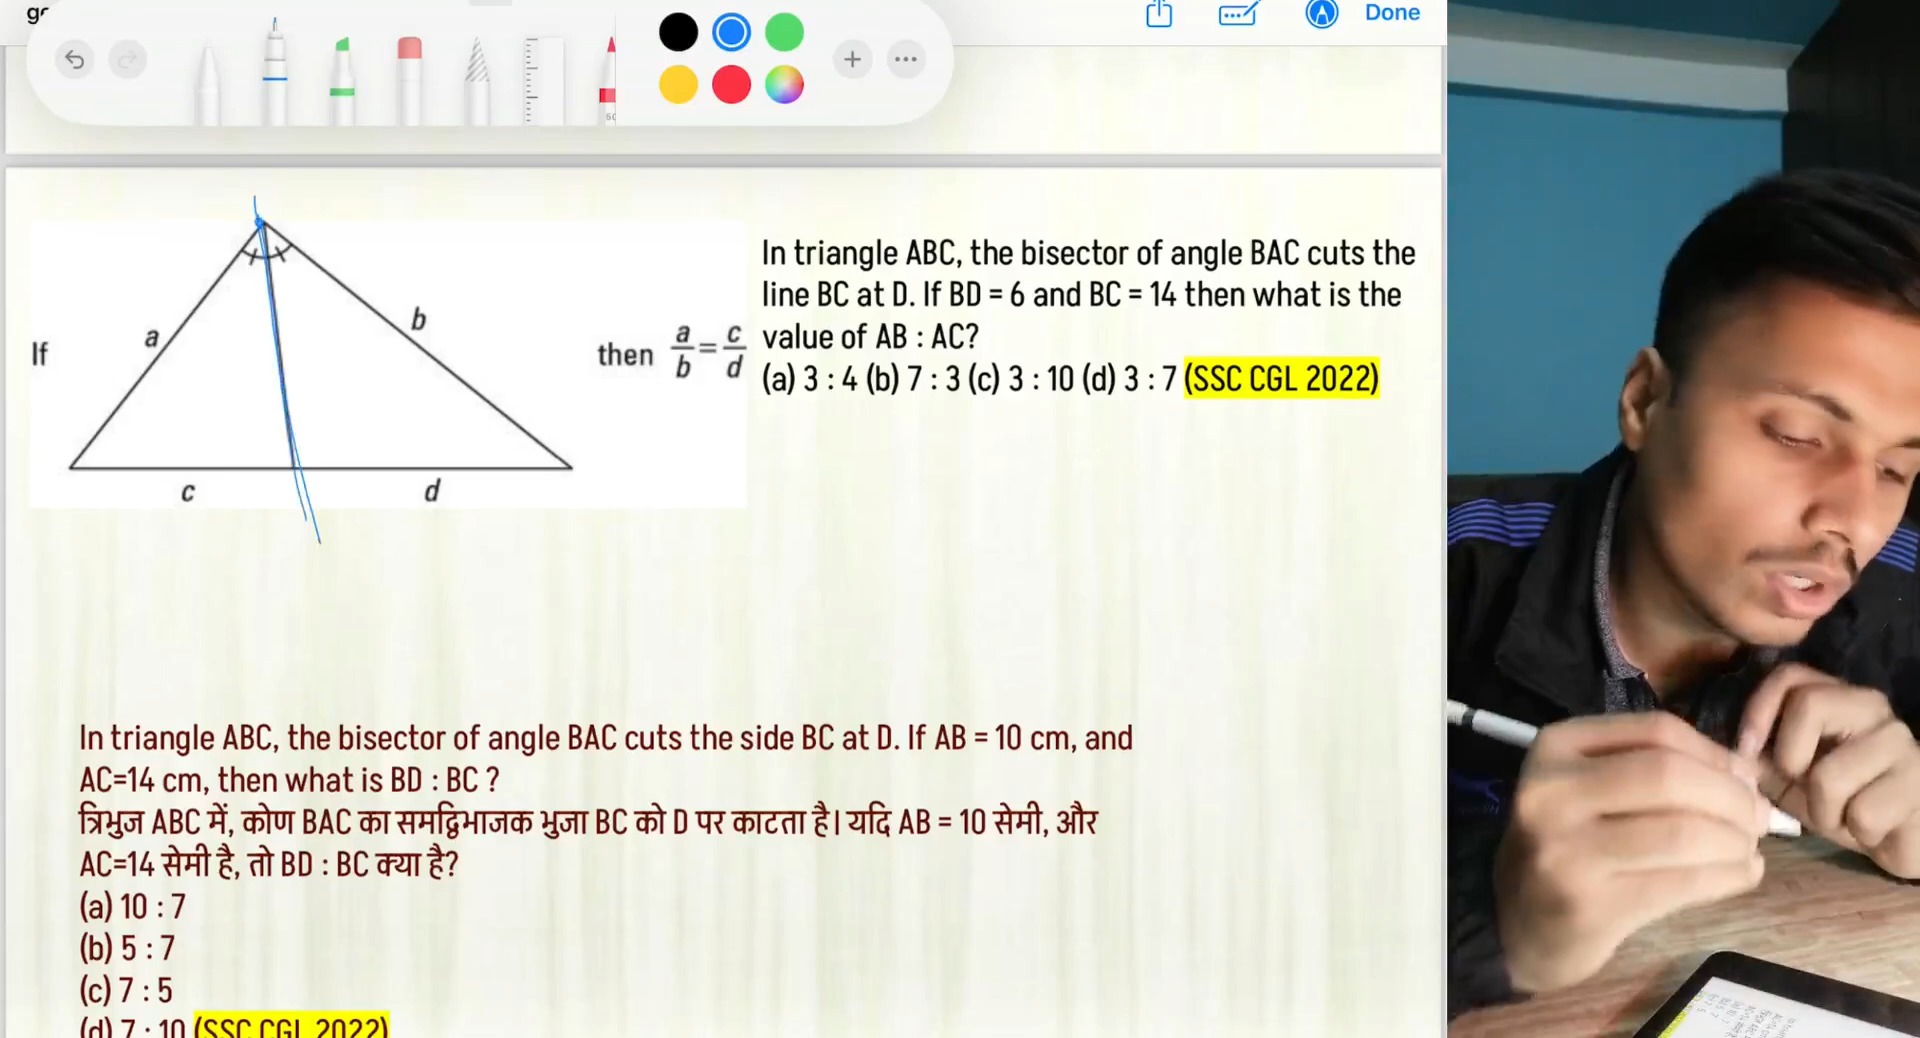 Done
a
b
If
then a/b = c/d
c
d
In triangle ABC, the bisector of angle BAC cuts the
line BC at D. If BD = 6 and BC = 14 then what is the
value of AB : AC?
(a) 3 : 4 (b) 7 : 3 (c) 3 : 10 (d) 3 : 7 (SSC CGL 2022)
In triangle ABC, the bisector of angle BAC cuts the side BC at D. If AB = 10 cm, and
AC=14 cm, then what is BD : BC ?
त्रिभुज ABC में, कोण BAC का समद्विभाजक भुजा BC को D पर काटता है। यदि AB = 10 सेमी, और
AC=14 सेमी है, तो BD : BC क्या है?
(a) 10 : 7
(b) 5 : 7
(c) 7 : 5
(d) 7 : 10 (SSC CGL 2022)